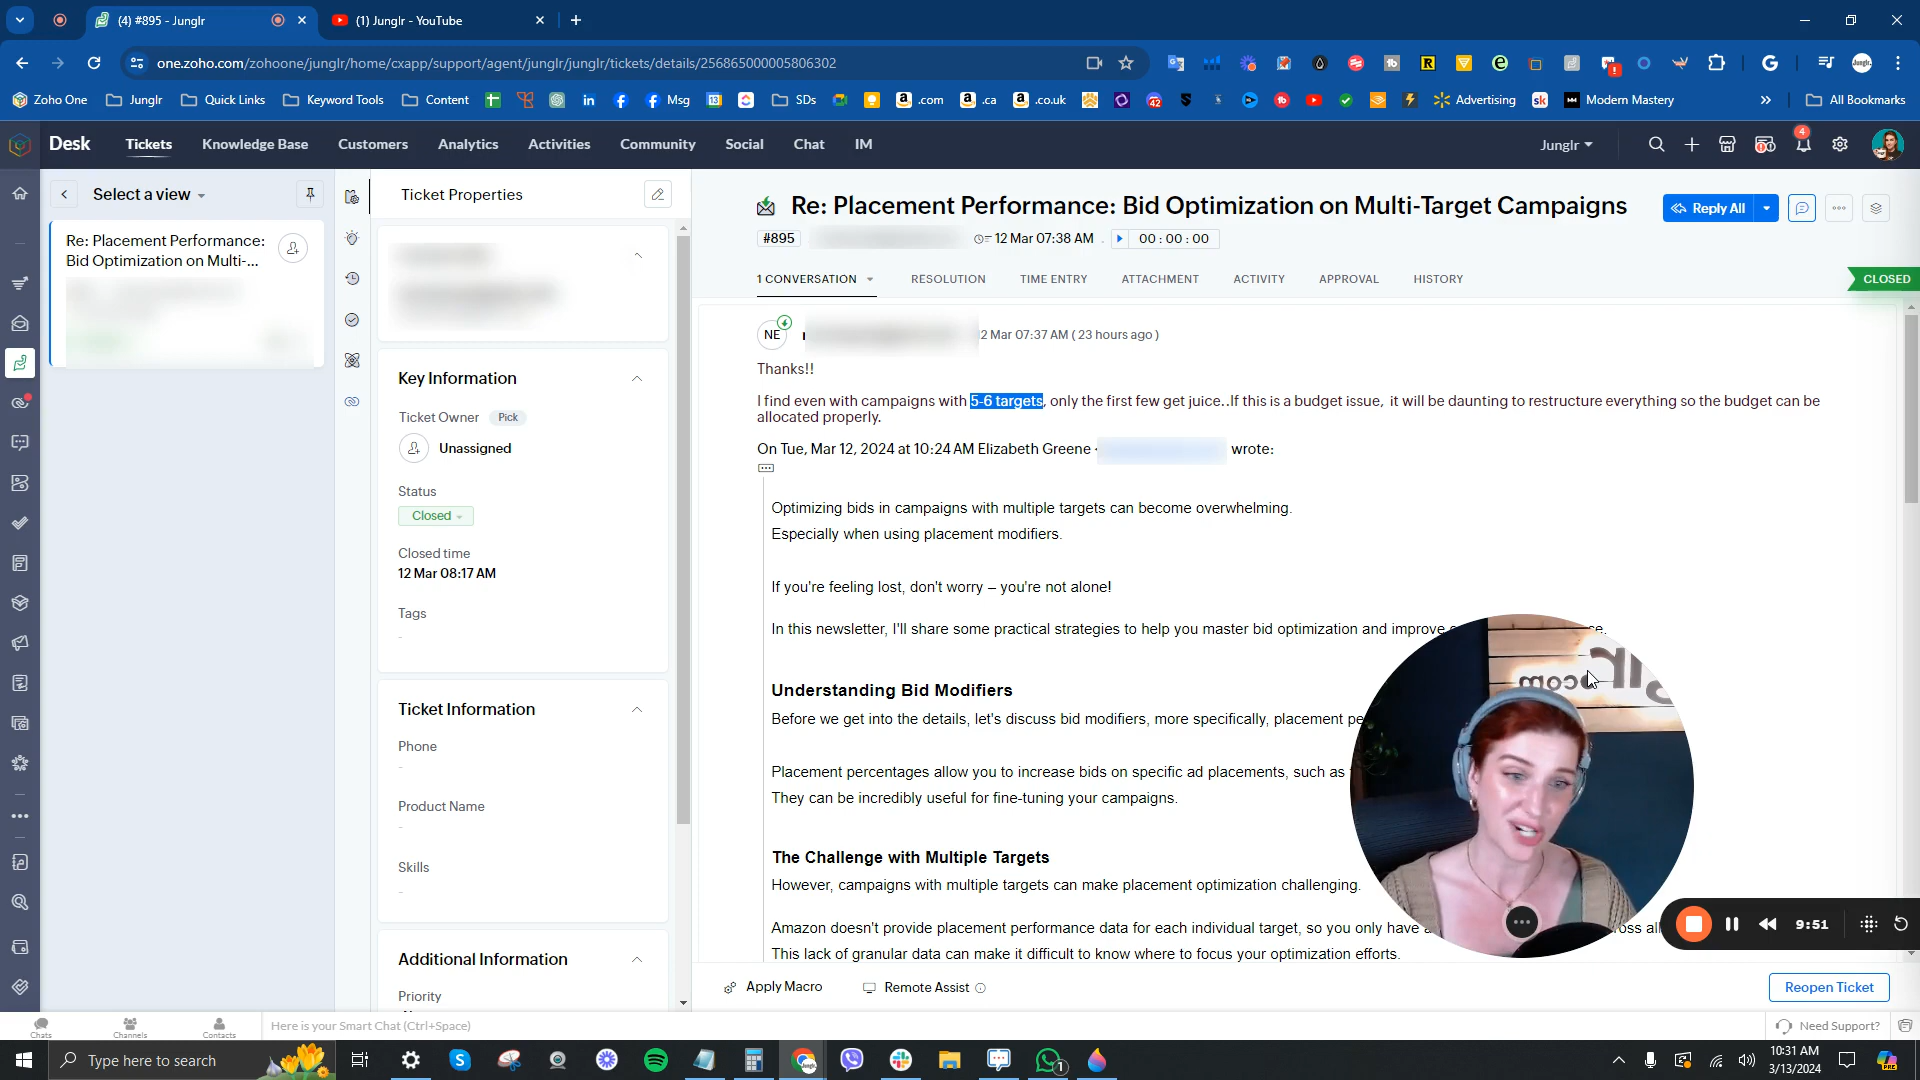 (4) #895 - Junglr
(1) Junglr - YouTube
one.zoho.com/zohoone/junglr/home/cxapp/support/agent/junglr/junglr/tickets/details/256865000005806302
Zoho One
Junglr
Quick Links
Keyword Tools
Content
Msg
SDs
.com
.ca
.co.uk
Advertising
Modern Mastery
All Bookmarks
Desk
Tickets
Knowledge Base
Customers
Analytics
Activities
Community
Social
Chat
IM
Junglr
4
Select a view
Re: Placement Performance:
Bid Optimization on Multi-...
Ticket Properties
Key Information
Ticket Owner Pick
Unassigned
Status
Closed
Closed time
12 Mar 08:17 AM
Tags
-
Ticket Information
Phone
-
Product Name
-
Skills
-
Additional Information
Priority
Re: Placement Performance: Bid Optimization on Multi-Target Campaigns
Reply All
#895
12 Mar 07:38 AM
00 : 00 : 00
1 CONVERSATION
RESOLUTION
TIME ENTRY
ATTACHMENT
ACTIVITY
APPROVAL
HISTORY
CLOSED
NE
2 Mar 07:37 AM ( 23 hours ago )
Thanks!!
I find even with campaigns with 5-6 targets, only the first few get juice..If this is a budget issue, it will be daunting to restructure everything so the budget can be
allocated properly.
On Tue, Mar 12, 2024 at 10:24 AM Elizabeth Greene
wrote:
Optimizing bids in campaigns with multiple targets can become overwhelming.
Especially when using placement modifiers.
If you're feeling lost, don't worry – you're not alone!
In this newsletter, I'll share some practical strategies to help you master bid optimization and improve
Understanding Bid Modifiers
Before we get into the details, let's discuss bid modifiers, more specifically, placement
Placement percentages allow you to increase bids on specific ad placements, such as
They can be incredibly useful for fine-tuning your campaigns.
The Challenge with Multiple Targets
However, campaigns with multiple targets can make placement optimization challenging.
Amazon doesn't provide placement performance data for each individual target, so you only have
This lack of granular data can make it difficult to know where to focus your optimization efforts.
9:51
Apply Macro
Remote Assist
Reopen Ticket
Chats
Channels
Contacts
Here is your Smart Chat (Ctrl+Space)
Need Support?
Type here to search
10:31 AM
3/13/2024